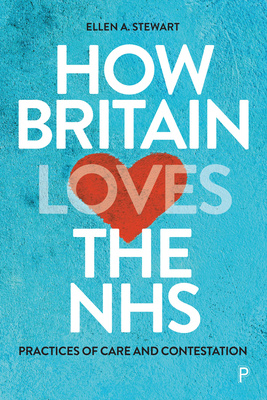 ELLEN A. STEWART
HOW
BRITAIN
LOVES
THE
NHS
PRACTICES OF CARE AND CONTESTATION
P